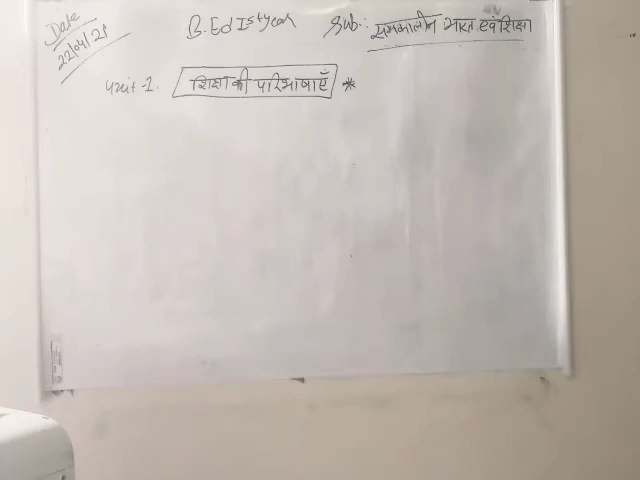 Date
22/04/21
B.Ed Ist year Sub:. समकालीन भारत एवं शिक्षा
Unit-1. शिक्षा की परिभाषाएँ *